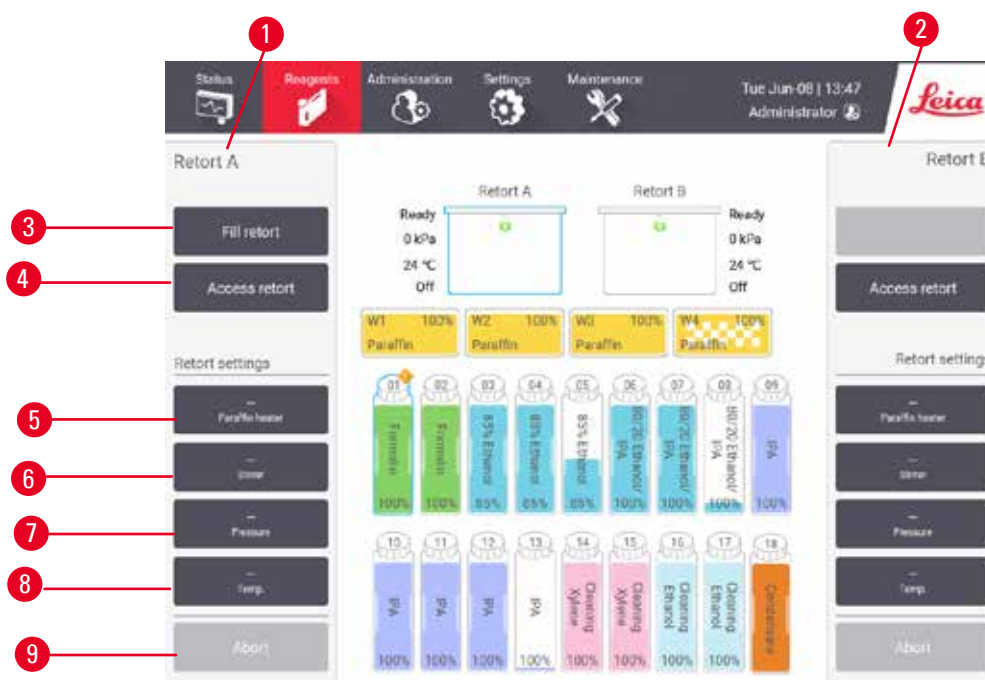 1
2
Status
Reagents
Administration
Settings
Maintenance
Tue Jun-08 | 13:47
Administrator
Leica
Retort A
Retort
3
Fill retort
4
Access retort
Retort settings
5
--
Paraffin heater
6
--
Stirrer
7
--
Pressure
8
--
Temp.
9
Abort
Retort A
Retort B
Ready
0 kPa
24 °C
Off
Ready
0 kPa
24 °C
Off
W1 100%
Paraffin
W2 100%
Paraffin
W3 100%
Paraffin
W4 100%
Paraffin
01
Formalin
100%
02
Formalin
100%
03
85% Ethanol
85%
04
85% Ethanol
85%
05
85% Ethanol
85%
06
80/20 Ethanol/
IPA
100%
07
80/20 Ethanol/
IPA
100%
08
80/20 Ethanol/
IPA
100%
09
IPA
100%
10
IPA
100%
11
IPA
100%
12
IPA
100%
13
IPA
100%
14
Cleaning
Xylene
100%
15
Cleaning
Xylene
100%
16
Cleaning
Ethanol
100%
17
Cleaning
Ethanol
100%
18
Condensate
Access retort
Retort settings
--
Paraffin heater
--
Stirrer
--
Pressure
--
Temp.
Abort